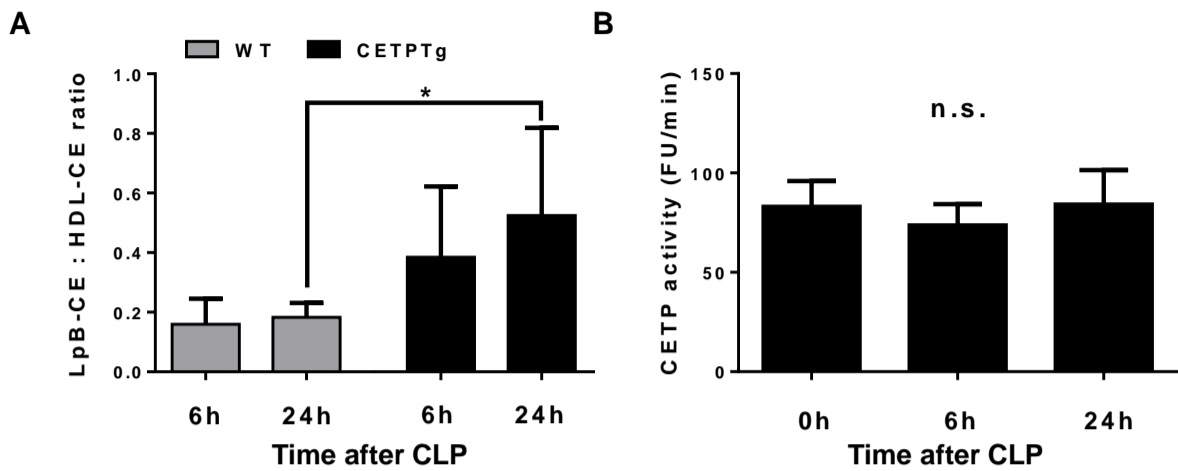 A
WT CETPTg
LpB-CE : HDL-CE ratio
1.0
0.8
0.6
0.4
0.2
0.0
*
6h 24h 6h 24h
Time after CLP
B
CETP activity (FU/min)
150
100
50
0
n.s.
0h 6h 24h
Time after CLP